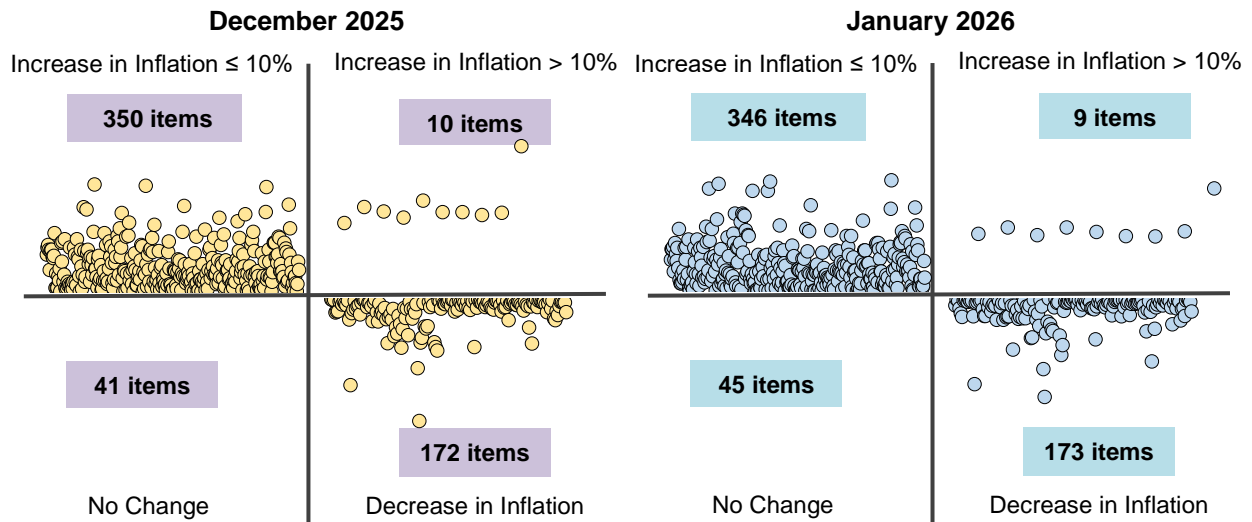 December 2025
Increase in Inflation ≤ 10%
Increase in Inflation > 10%
350 items
10 items
41 items
172 items
No Change
Decrease in Inflation
January 2026
Increase in Inflation ≤ 10%
Increase in Inflation > 10%
346 items
9 items
45 items
173 items
No Change
Decrease in Inflation